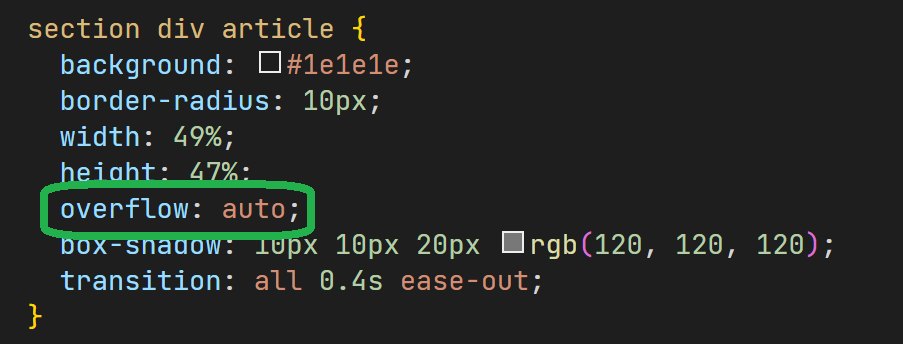 section div article {
background: #1e1e1e;
border-radius: 10px;
width: 49%;
height: 47%;
overflow: auto;
box-shadow: 10px 10px 20px rgb(120, 120, 120);
transition: all 0.4s ease-out;
}